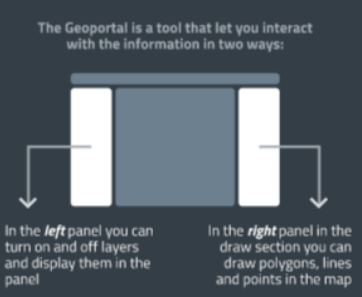 The Geoportal is a tool that let you interact
with the information in two ways:
In the left panel you can
turn on and off layers
and display them in the
panel
In the right panel in the
draw section you can
draw polygons, lines
and points in the map